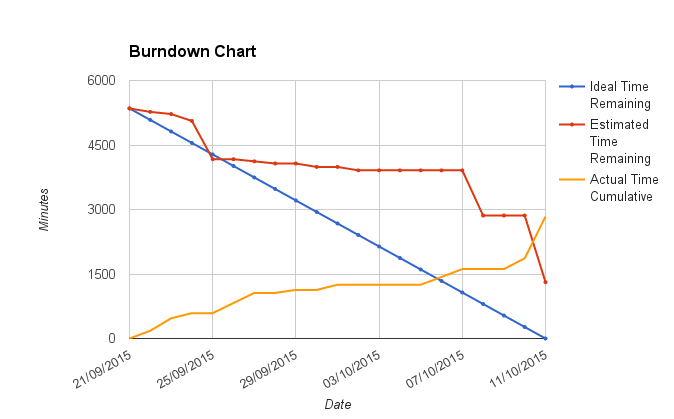 Burndown Chart
6000
4500
3000
1500
0
Minutes
21/09/2015
25/09/2015
29/09/2015
03/10/2015
07/10/2015
11/10/2015
Date
Ideal Time
Remaining
Estimated
Time
Remaining
Actual Time
Cumulative